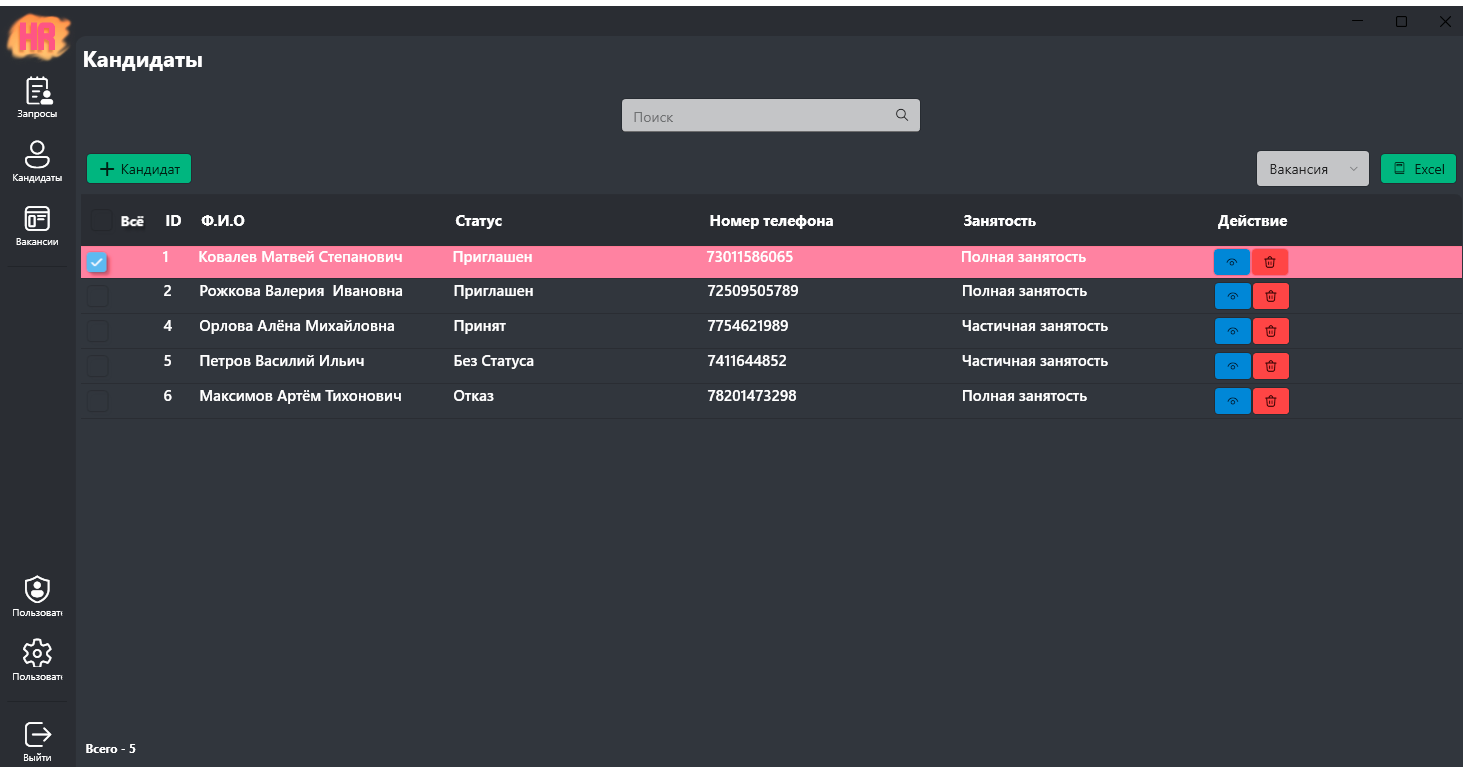 HR
Кандидаты
Запросы
Поиск
Кандидаты
+ Кандидат
Вакансия
Excel
Вакансии
Всё ID Ф.И.О Статус Номер телефона Занятость Действие
1 Ковалев Матвей Степанович Приглашен 73011586065 Полная занятость
2 Рожкова Валерия  Ивановна Приглашен 72509505789 Полная занятость
4 Орлова Алёна Михайловна Принят 7754621989 Частичная занятость
5 Петров Василий Ильич Без Статуса 7411644852 Частичная занятость
6 Максимов Артём Тихонович Отказ 78201473298 Полная занятость
Пользоват
Пользоват
Выйти
Всего - 5